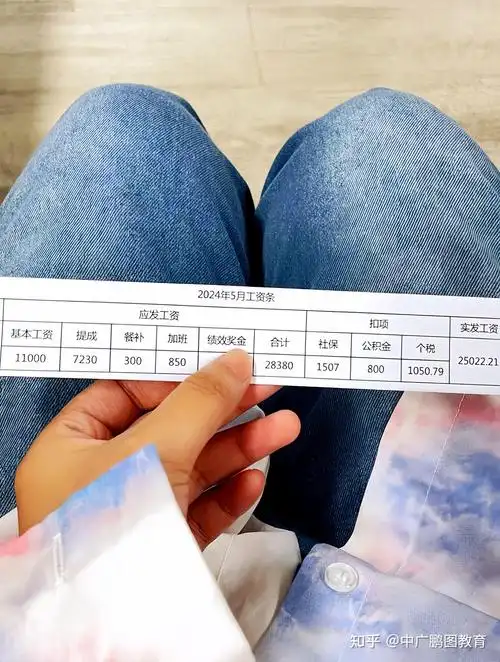 2024年5月工资条
应发工资 扣项 实发工资
基本工资 提成 餐补 加班 绩效奖金 合计 社保 公积金 个税
11000 7230 300 850 28380 1507 800 1050.79 25022.21
知乎 @中广鹏图教育